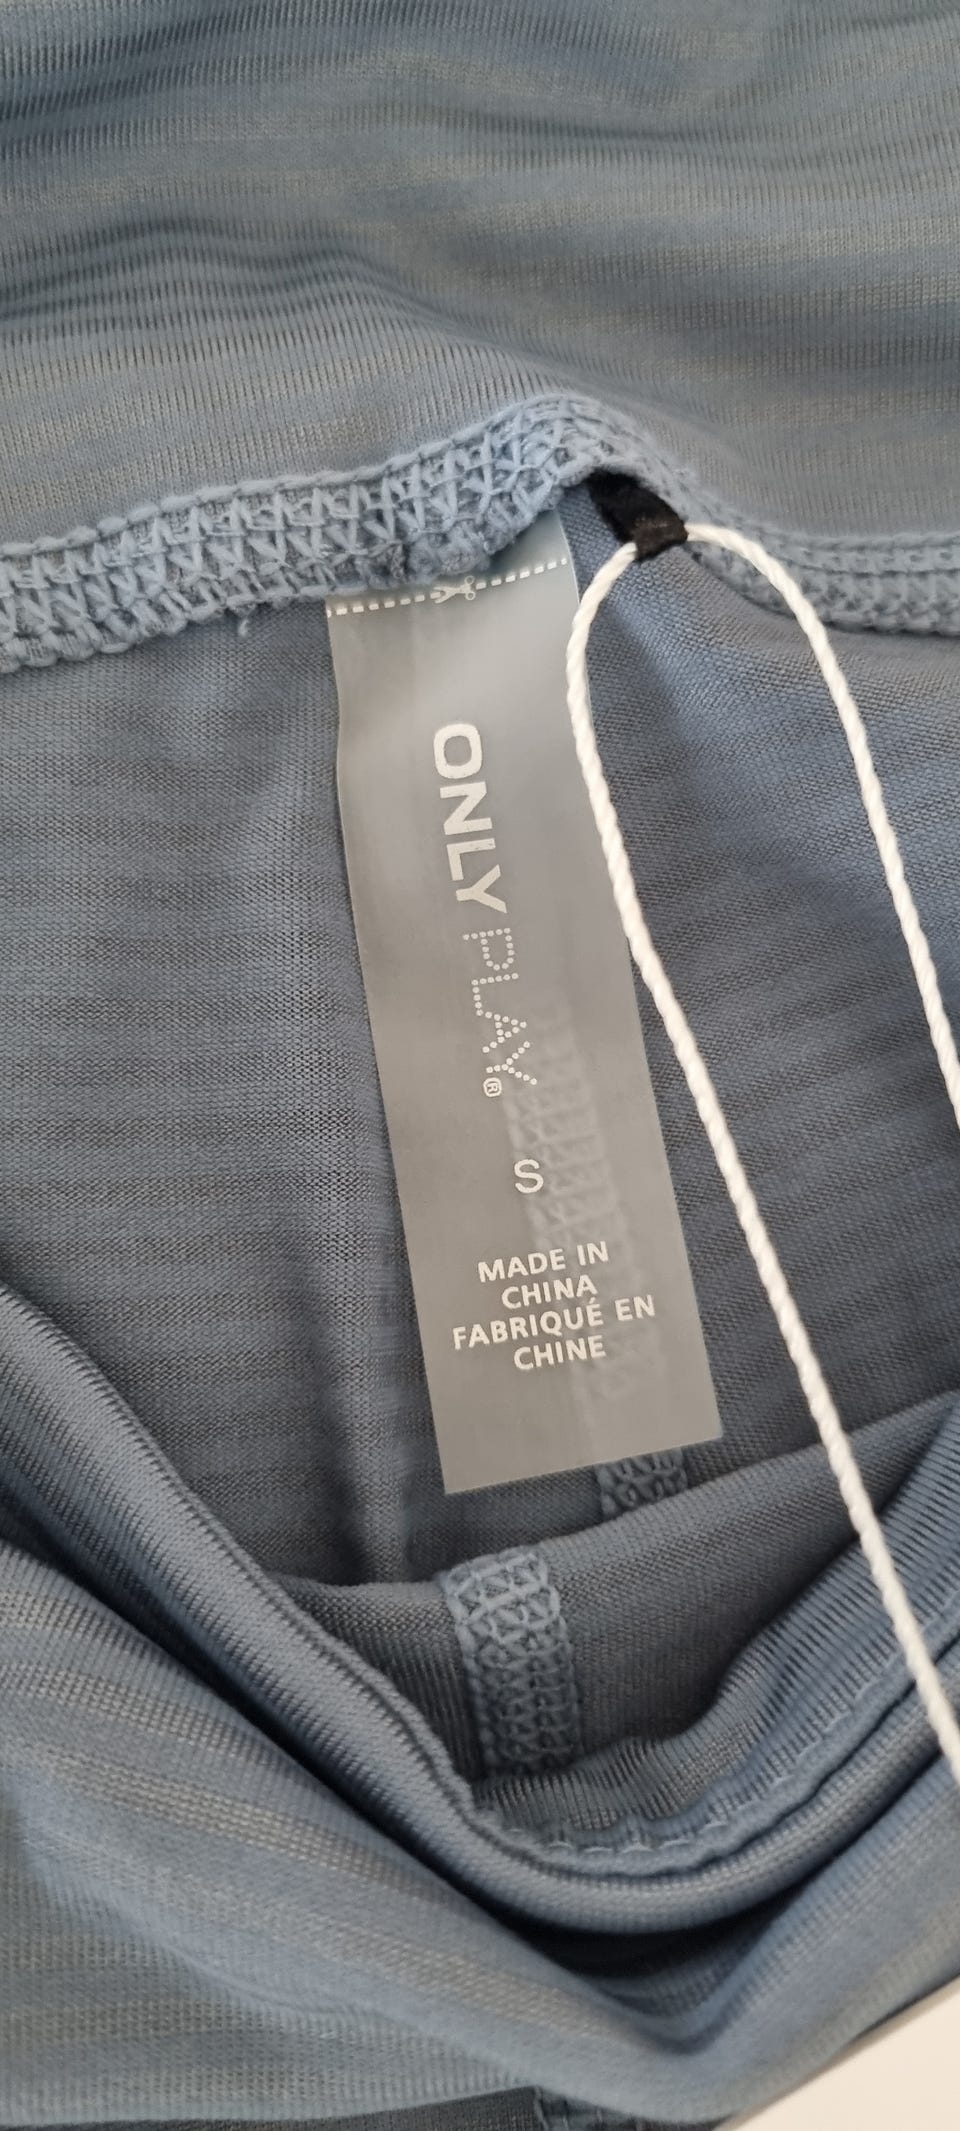 ONLY PLAY®
S
MADE IN
CHINA
FABRIQUÉ EN
CHINE